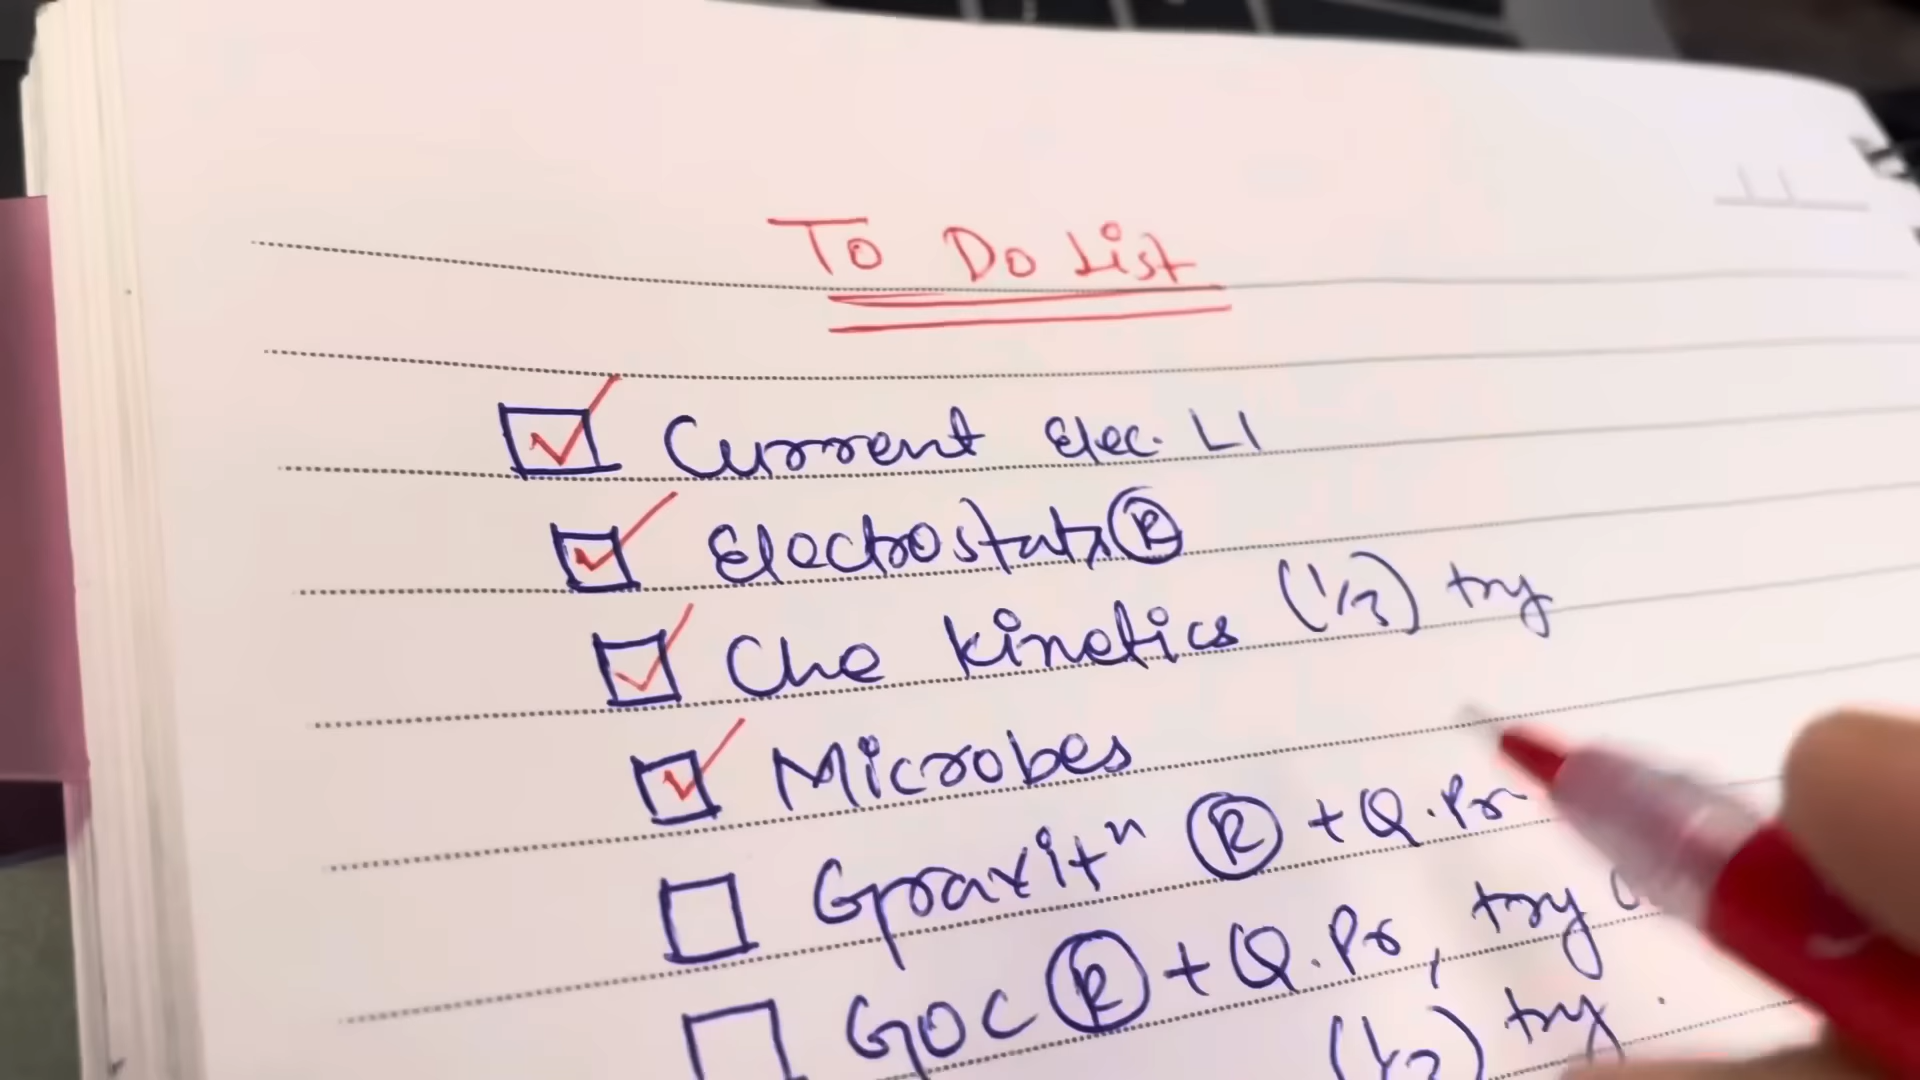 To Do List
Current Elec. L1
Electrostatx Ⓡ
Che kinetics (1/3) try
Microbes
Gravitⁿ Ⓡ + Q.Pr
GOC Ⓡ + Q.Pr, try
(1/2) try.